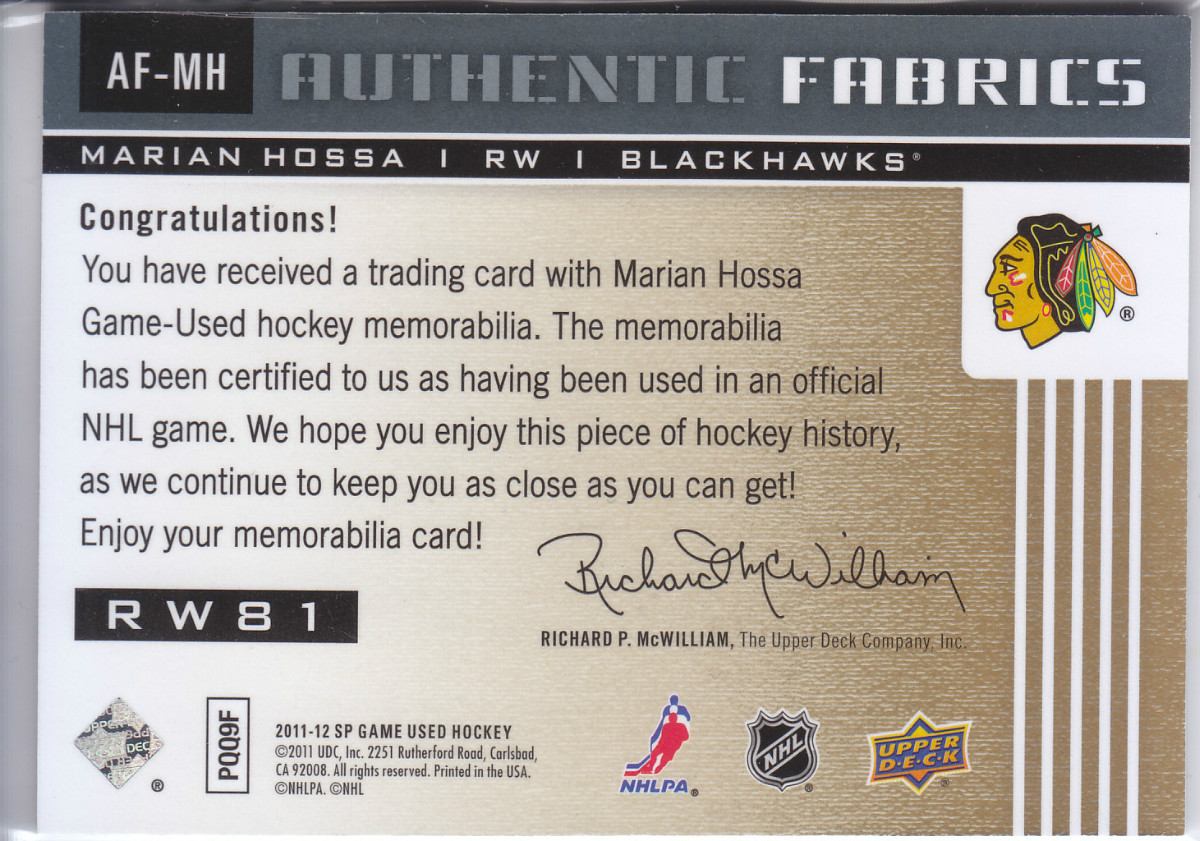 AF-MH
AUTHENTIC FABRICS
MARIAN HOSSA | RW | BLACKHAWKS®
Congratulations!
You have received a trading card with Marian Hossa
Game-Used hockey memorabilia. The memorabilia
has been certified to us as having been used in an official
NHL game. We hope you enjoy this piece of hockey history,
as we continue to keep you as close as you can get!
Enjoy your memorabilia card!
®
Richard McWilliam
RICHARD P. McWILLIAM, The Upper Deck Company, Inc.
RW81
®
PQQ9F
2011-12 SP GAME USED HOCKEY
©2011 UDC, Inc. 2251 Rutherford Road, Carlsbad,
CA 92008. All rights reserved. Printed in the USA.
©NHLPA. ©NHL
NHLPA®
NHL®
UPPER
D·E·C·K®